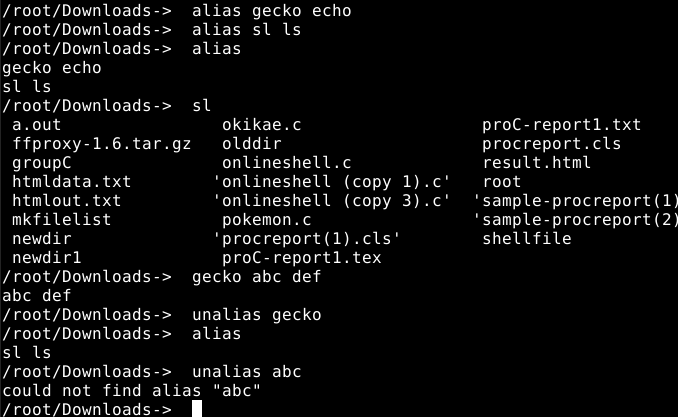 /root/Downloads->  alias gecko echo
/root/Downloads->  alias sl ls
/root/Downloads->  alias
gecko echo
sl ls
/root/Downloads->  sl
 a.out                 okikae.c                   proC-report1.txt
 ffproxy-1.6.tar.gz    olddir                     procreport.cls
 groupC                onlineshell.c              result.html
 htmldata.txt         'onlineshell (copy 1).c'    root
 htmlout.txt          'onlineshell (copy 3).c'   'sample-procreport(1)
 mkfilelist            pokemon.c                 'sample-procreport(2)
 newdir               'procreport(1).cls'         shellfile
 newdir1               proC-report1.tex
/root/Downloads->  gecko abc def
abc def
/root/Downloads->  unalias gecko
/root/Downloads->  alias
sl ls
/root/Downloads->  unalias abc
could not find alias "abc"
/root/Downloads->